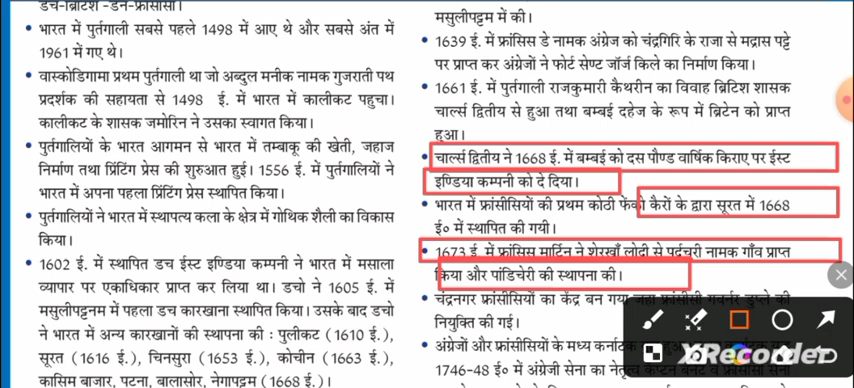 डच-ब्रिटिश -डेन-फ्रांसीसी।
• भारत में पुर्तगाली सबसे पहले 1498 में आए थे और सबसे अंत में
1961 में गए थे।
• वास्कोडिगामा प्रथम पुर्तगाली था जो अब्दुल मनीक नामक गुजराती पथ
प्रदर्शक की सहायता से 1498 ई. में भारत में कालीकट पहुचा।
कालीकट के शासक जमोरिन ने उसका स्वागत किया।
• पुर्तगालियों के भारत आगमन से भारत में तम्बाकू की खेती, जहाज
निर्माण तथा प्रिंटिंग प्रेस की शुरुआत हुई। 1556 ई. में पुर्तगालियों ने
भारत में अपना पहला प्रिंटिंग प्रेस स्थापित किया।
• पुर्तगालियों ने भारत में स्थापत्य कला के क्षेत्र में गोथिक शैली का विकास
किया।
• 1602 ई. में स्थापित डच ईस्ट इण्डिया कम्पनी ने भारत में मसाला
व्यापार पर एकाधिकार प्राप्त कर लिया था। डचो ने 1605 ई. में
मसुलीपट्टनम में पहला डच कारखाना स्थापित किया। उसके बाद डचो
ने भारत में अन्य कारखानों की स्थापना की : पुलीकट (1610 ई.),
सूरत (1616 ई.), चिनसुरा (1653 ई.), कोचीन (1663 ई.),
कासिम बाजार, पटना, बालासोर, नेगापट्टम (1668 ई.)।
मसुलीपट्टम में की।
• 1639 ई. में फ्रांसिस डे नामक अंग्रेज को चंद्रगिरि के राजा से मद्रास पट्टे
पर प्राप्त कर अंग्रेजों ने फोर्ट सेण्ट जॉर्ज किले का निर्माण किया।
• 1661 ई. में पुर्तगाली राजकुमारी कैथरीन का विवाह ब्रिटिश शासक
चार्ल्स द्वितीय से हुआ तथा बम्बई दहेज के रूप में ब्रिटेन को प्राप्त
हुआ।
• चार्ल्स द्वितीय ने 1668 ई. में बम्बई को दस पौण्ड वार्षिक किराए पर ईस्ट
इण्डिया कम्पनी को दे दिया।
• भारत में फ्रांसीसियों की प्रथम कोठी फेंको कैरों के द्वारा सूरत में 1668
ई० में स्थापित की गयी।
• 1673 ई. में फ्रांसिस मार्टिन ने शेरखाँ लोदी से पर्दुचुरी नामक गाँव प्राप्त
किया और पांडिचेरी की स्थापना की।
• चंद्रनगर फ्रांसीसियों का केंद्र बन गया जहा फ्रांसीसी गवर्नर डुप्ले की
नियुक्ति की गई।
• अंग्रेजों और फ्रांसीसियों के मध्य कर्नाटक
1746-48 ई० में अंग्रेजी सेना का नेतृत्व कैप्टन बर्नेट व फ्रांसीसी सेना
XRecorder